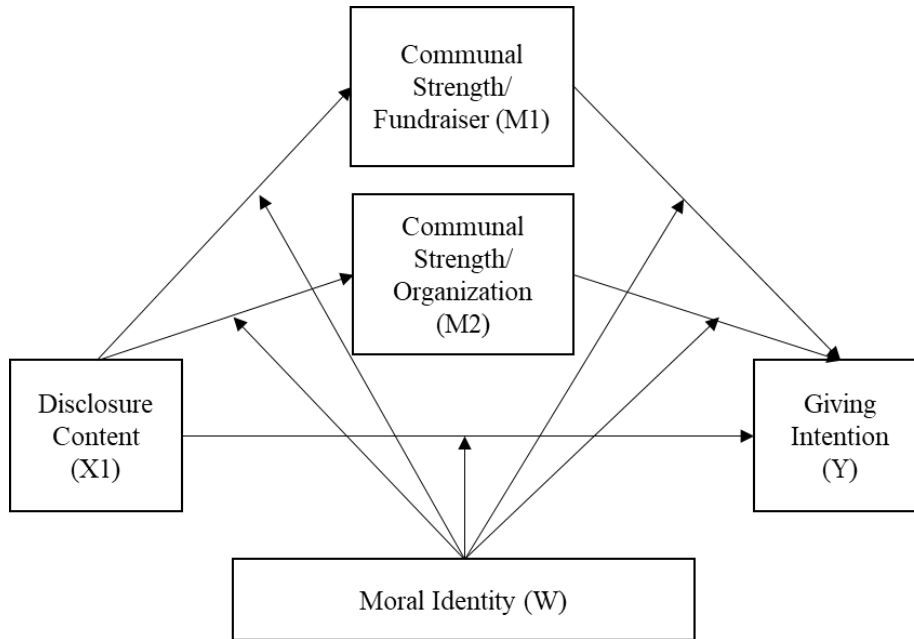 Communal
Strength/
Fundraiser (M1)
Communal
Strength/
Organization
(M2)
Disclosure
Content
(X1)
Giving
Intention
(Y)
Moral Identity (W)